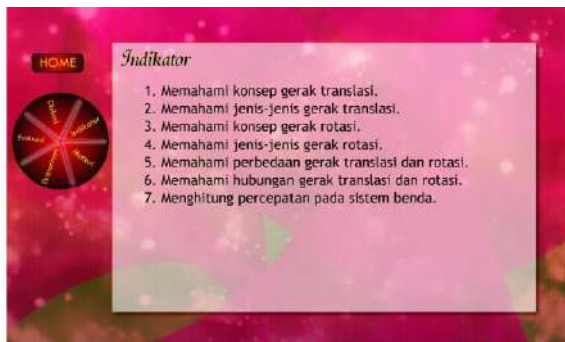 HOME
Indikator
Diskusi
Indikator
Materi
Evaluasi
1. Memahami konsep gerak translasi.
2. Memahami jenis-jenis gerak translasi.
3. Memahami konsep gerak rotasi.
4. Memahami jenis-jenis gerak rotasi.
5. Memahami perbedaan gerak translasi dan rotasi.
6. Memahami hubungan gerak translasi dan rotasi.
7. Menghitung percepatan pada sistem benda.